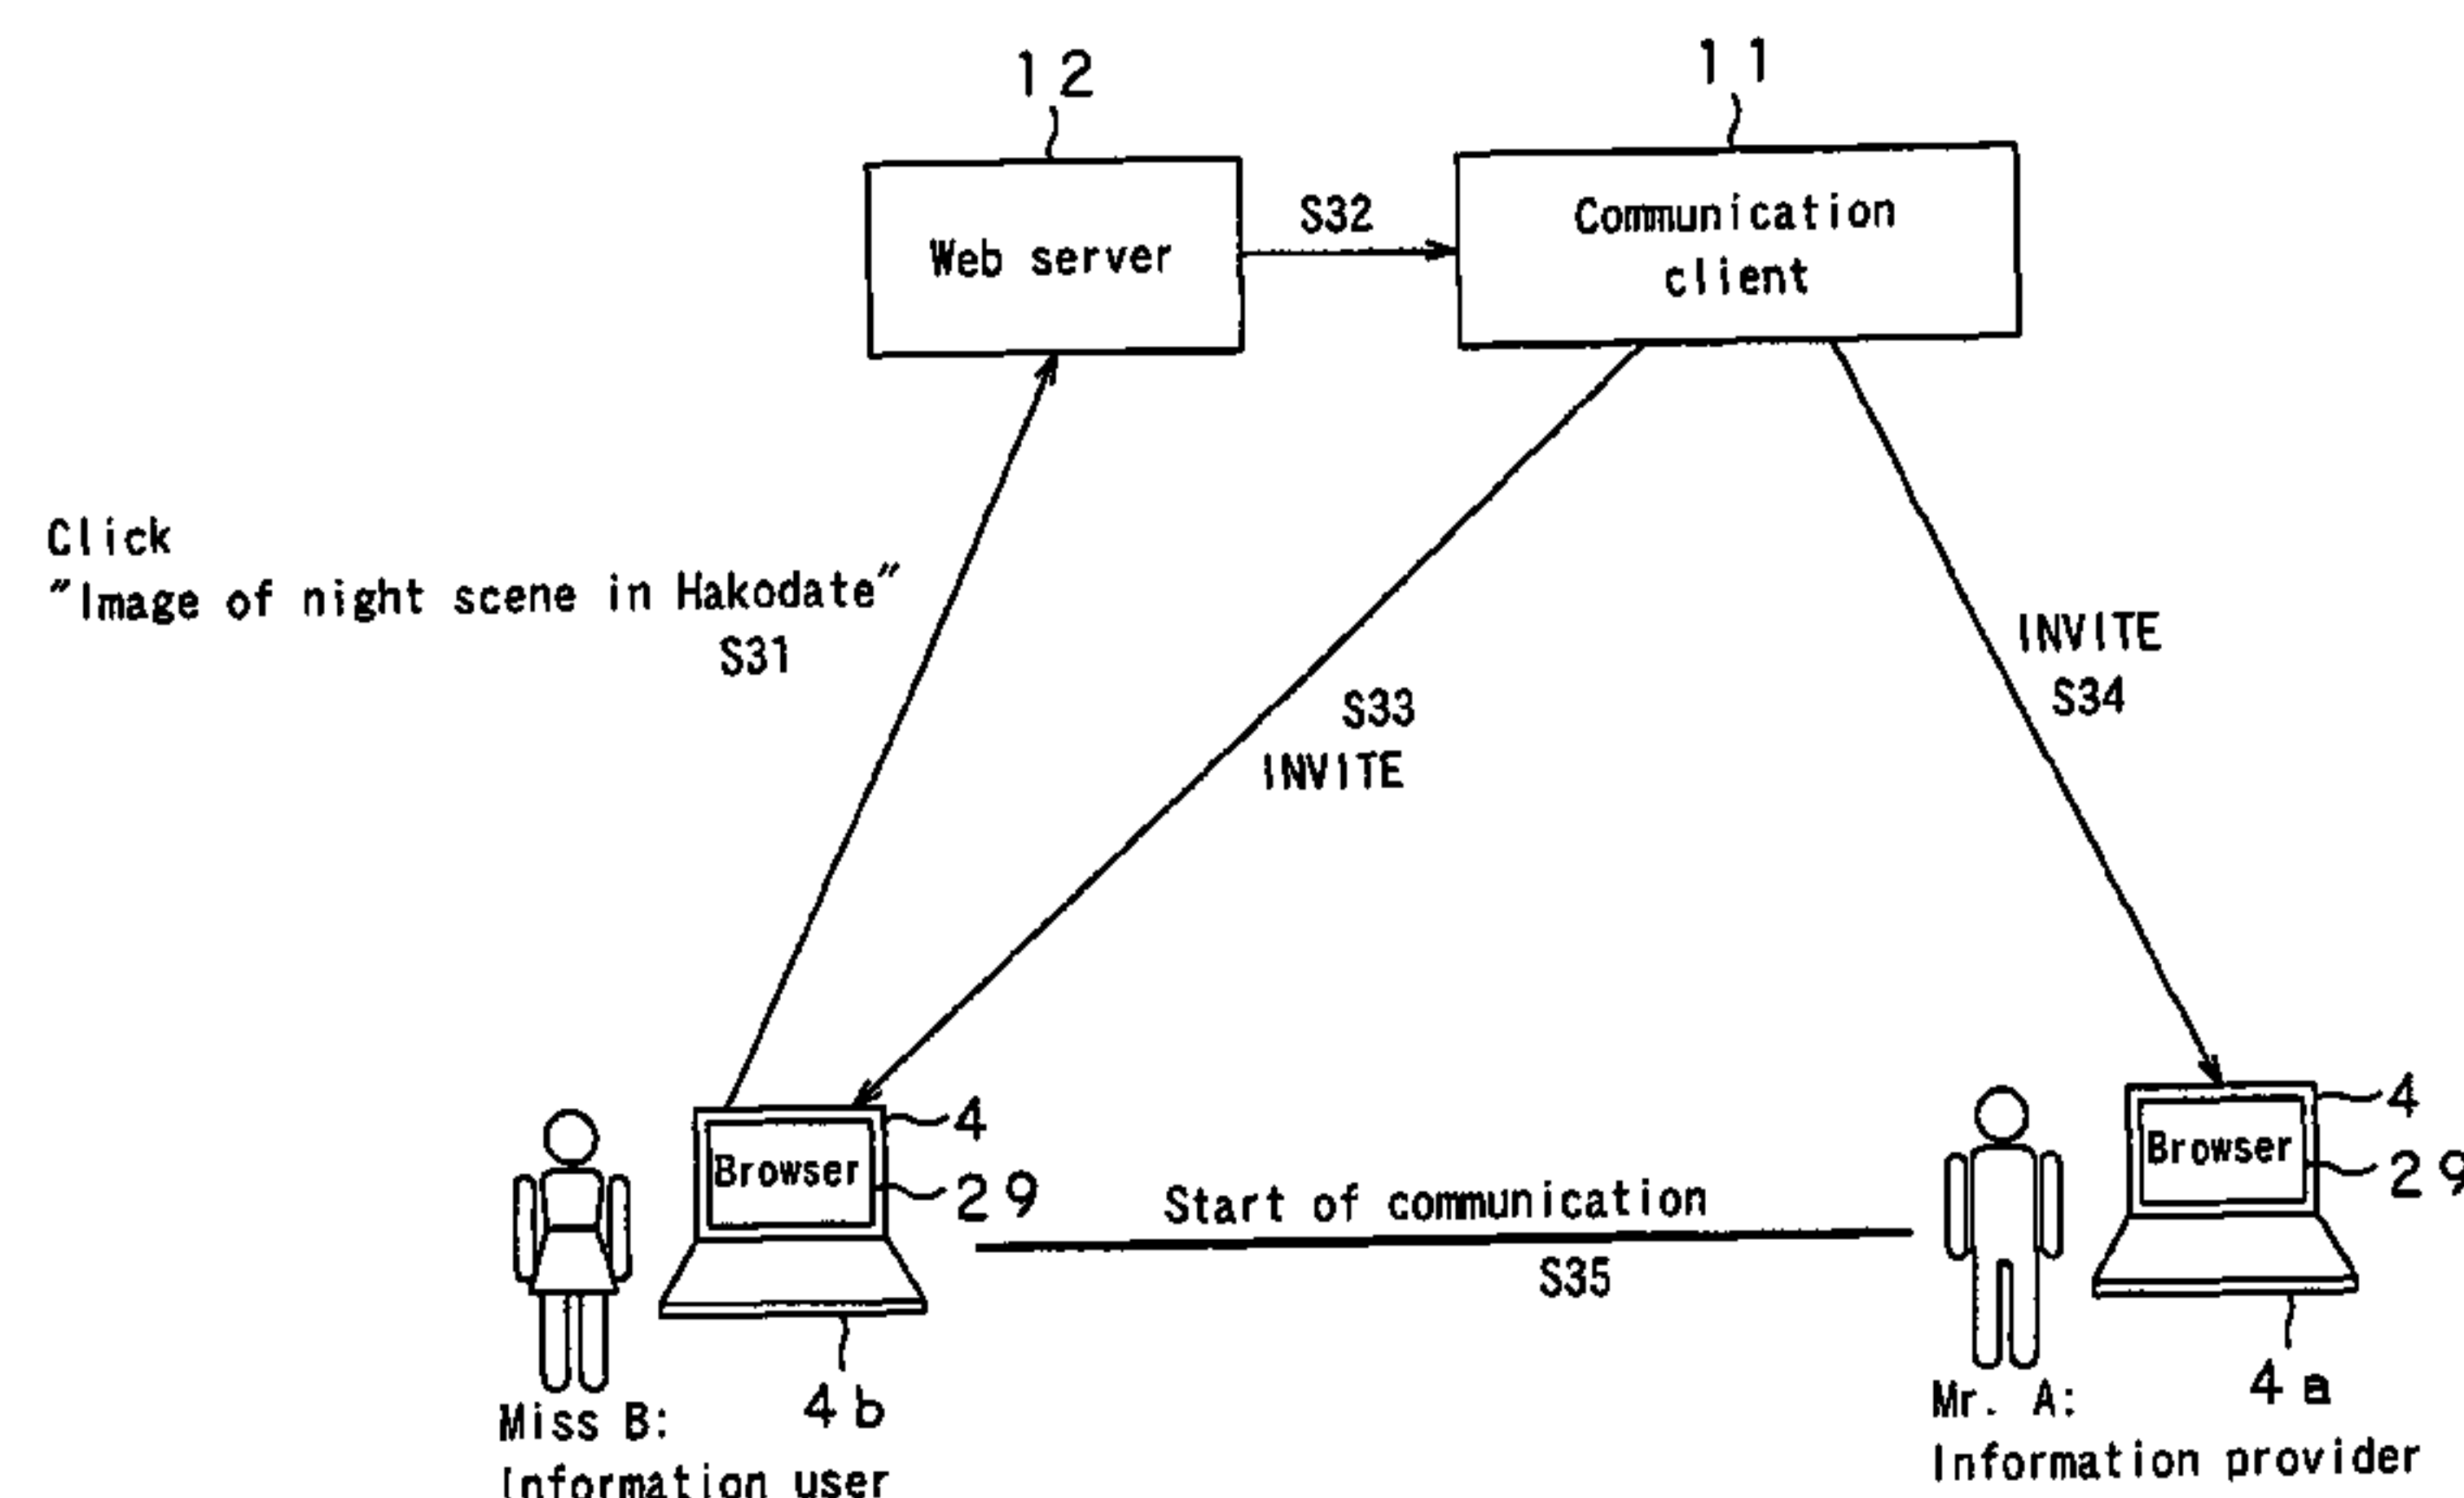 12
11
Web server
S32
Communication
client
Click
"Image of night scene in Hakodate"
S31
INVITE
S34
S33
INVITE
4
Browser
29
4
Browser
29
Start of communication
S35
4b
4a
Miss B:
Information user
Mr. A:
Information provider